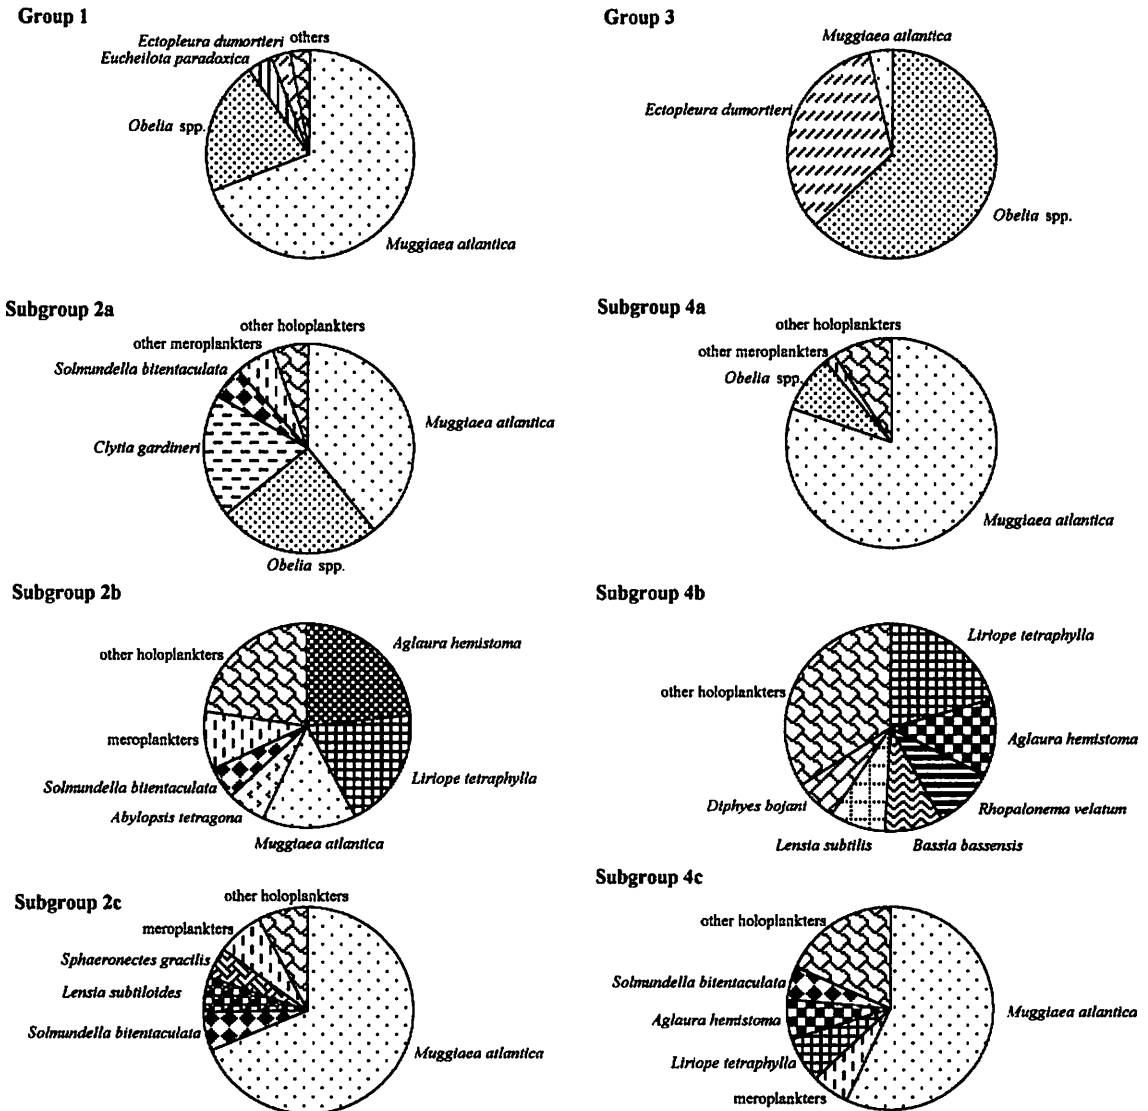 Group 1
Ectopleura dumortieri
others
Eucheilota paradoxica
Obelia spp.
Muggiaea atlantica
Group 3
Muggiaea atlantica
Ectopleura dumortieri
Obelia spp.
Subgroup 2a
other holoplankters
other meroplankters
Solmundella bitentaculata
Muggiaea atlantica
Clytia gardineri
Obelia spp.
Subgroup 4a
other holoplankters
other meroplankters
Obelia spp.
Muggiaea atlantica
Subgroup 2b
Aglaura hemistoma
other holoplankters
meroplankters
Liriope tetraphylla
Solmundella bitentaculata
Abylopsis tetragona
Muggiaea atlantica
Subgroup 4b
Liriope tetraphylla
other holoplankters
Aglaura hemistoma
Diphyes bojani
Rhopalonema velatum
Lensia subtilis
Bassia bassensis
Subgroup 2c
other holoplankters
meroplankters
Sphaeronectes gracilis
Lensia subtiloides
Solmundella bitentaculata
Muggiaea atlantica
Subgroup 4c
other holoplankters
Solmundella bitentaculata
Muggiaea atlantica
Aglaura hemistoma
Liriope tetraphylla
meroplankters